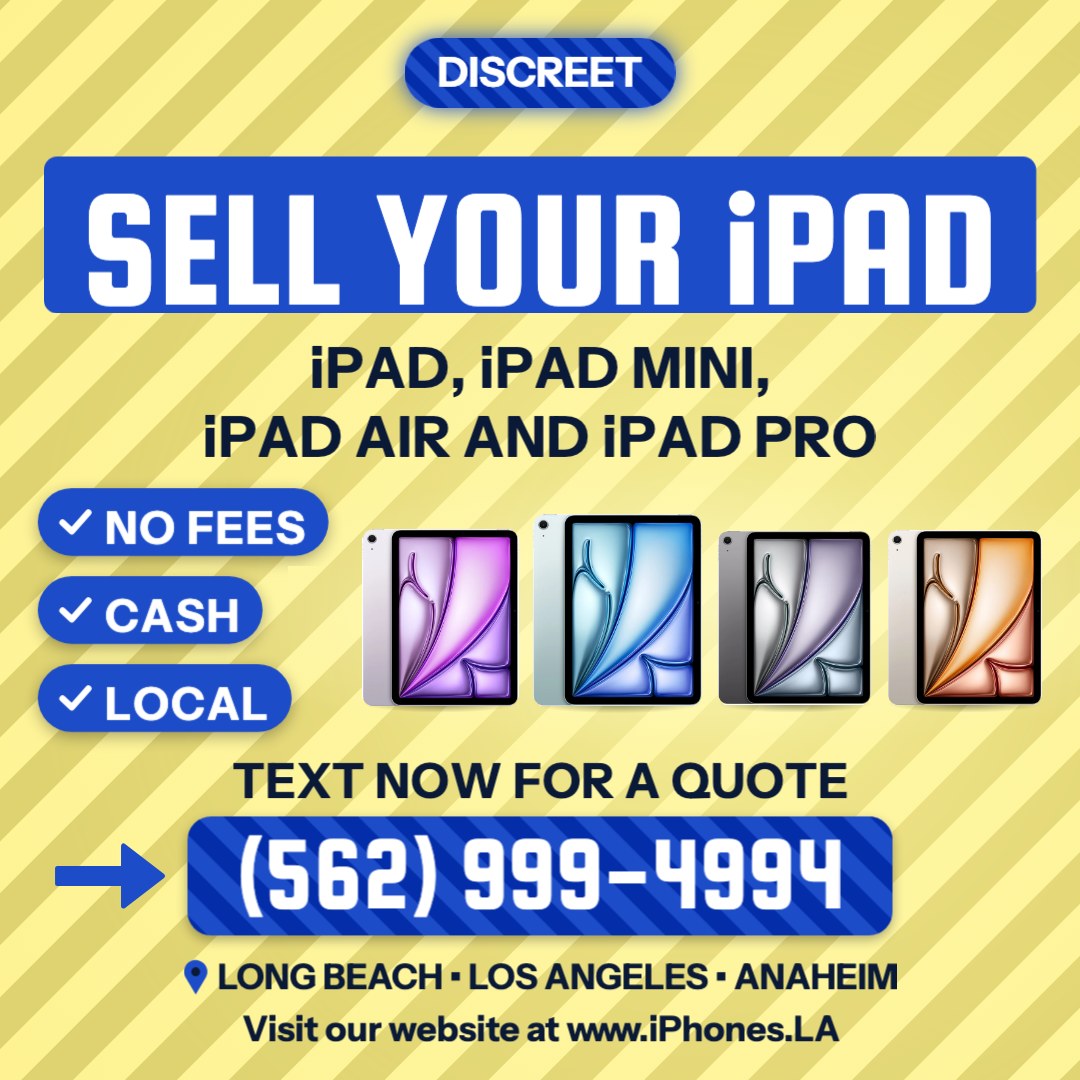 DISCREET
SELL YOUR iPAD
iPAD, iPAD MINI,
iPAD AIR AND iPAD PRO
NO FEES
CASH
LOCAL
TEXT NOW FOR A QUOTE
(562) 999-4994
LONG BEACH ▪ LOS ANGELES ▪ ANAHEIM
Visit our website at www.iPhones.LA